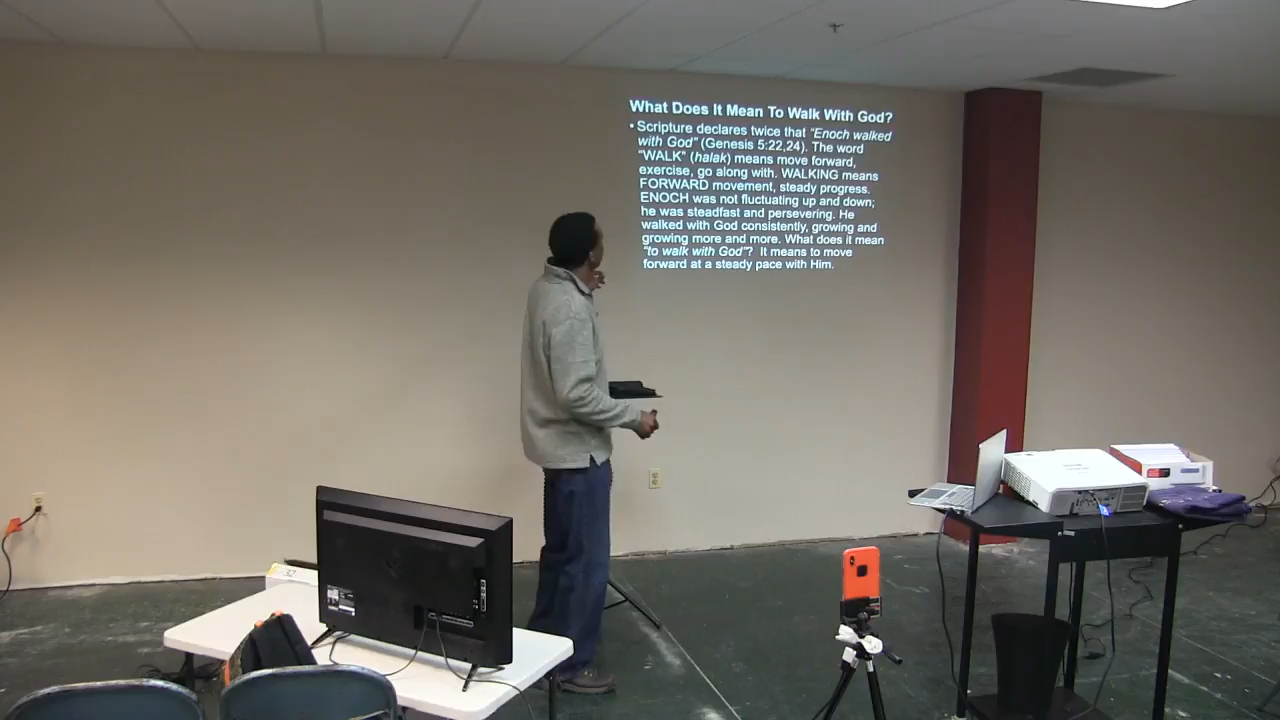 What Does It Mean To Walk With God?
• Scripture declares twice that "Enoch walked
with God" (Genesis 5:22,24). The word
"WALK" (halak) means move forward,
exercise, go along with. WALKING means
FORWARD movement, steady progress.
ENOCH was not fluctuating up and down;
he was steadfast and persevering. He
walked with God consistently, growing and
growing more and more. What does it mean
"to walk with God"? It means to move
forward at a steady pace with Him.
32